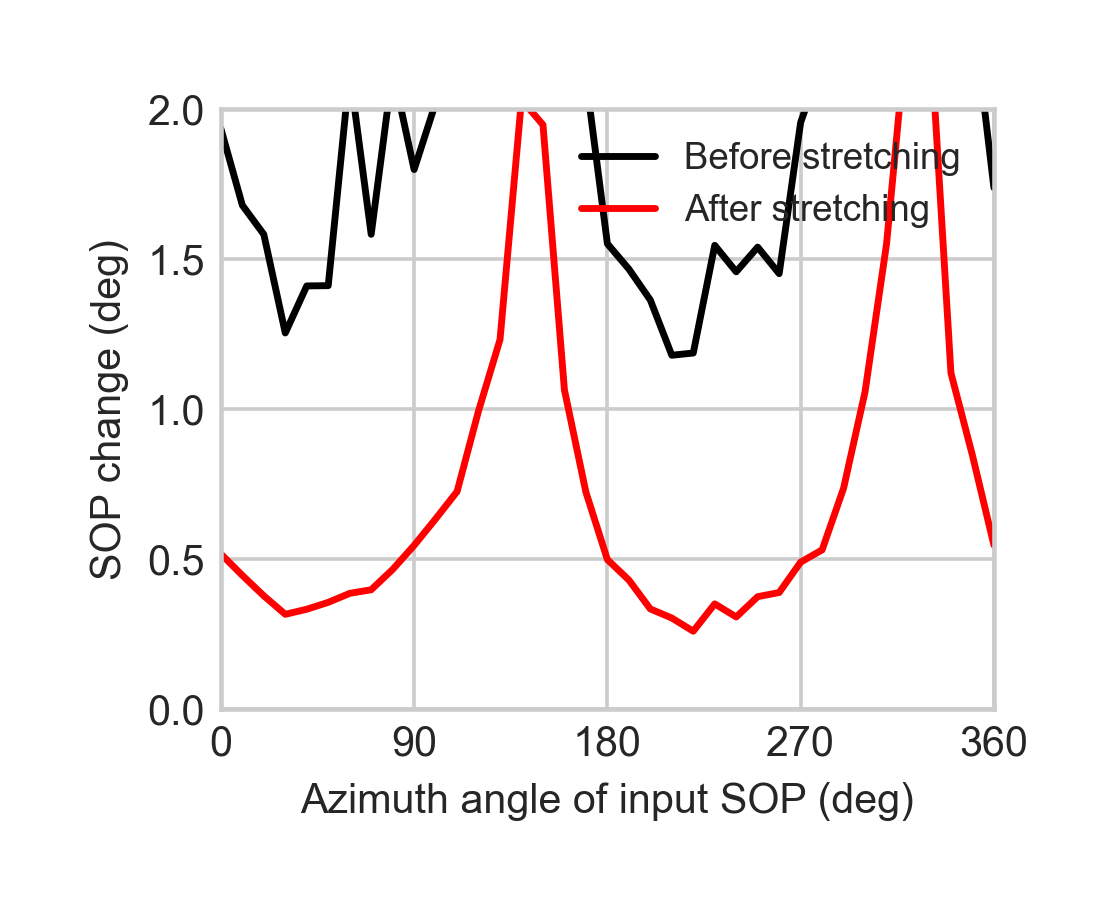 2.0
1.5
1.0
0.5
0.0
SOP change (deg)
Before stretching
After stretching
0 90 180 270 360
Azimuth angle of input SOP (deg)